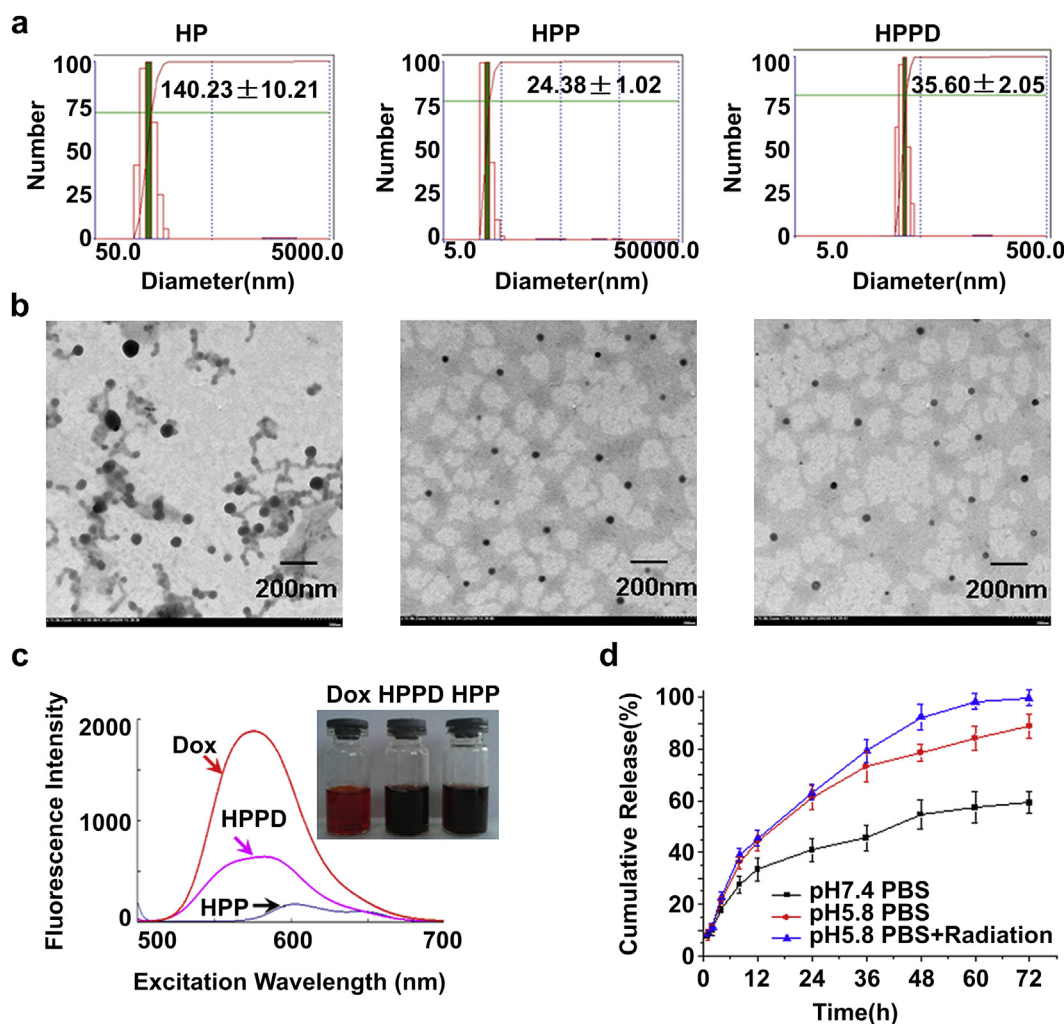 a
HP
HPP
HPPD
100
75
50
25
0
Number
140.23±10.21
50.0
5000.0
Diameter(nm)
100
75
50
25
0
Number
24.38±1.02
5.0
50000.0
Diameter(nm)
100
75
50
25
0
Number
35.60±2.05
5.0
500.0
Diameter(nm)
b
200nm
200nm
200nm
c
Fluorescence Intensity
2000
1000
0
Dox
HPPD
HPP
Dox HPPD HPP
500
600
700
Excitation Wavelength (nm)
d
Cumulative Release(%)
100
80
60
40
20
0
pH7.4 PBS
pH5.8 PBS
pH5.8 PBS+Radiation
0 12 24 36 48 60 72
Time(h)